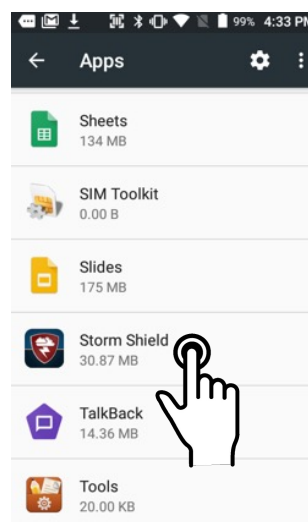 99% 4:33 PM
Apps
Sheets
134 MB
SIM Toolkit
0.00 B
Slides
175 MB
Storm Shield
30.87 MB
TalkBack
14.36 MB
Tools
20.00 KB